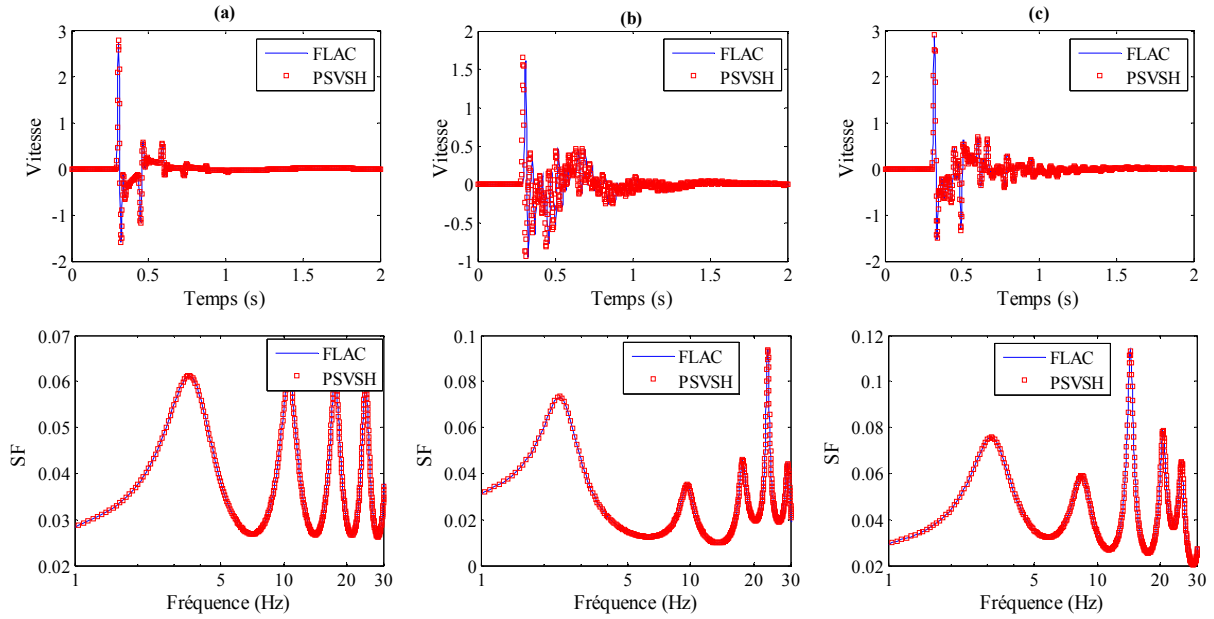 (a)
3
2
1
0
-1
-2
Vitesse
0
0.5
1
1.5
2
Temps (s)
FLAC
PSVSH
(b)
2
1.5
1
0.5
0
-0.5
-1
Vitesse
0
0.5
1
1.5
2
Temps (s)
FLAC
PSVSH
(c)
3
2
1
0
-1
-2
Vitesse
0
0.5
1
1.5
2
Temps (s)
FLAC
PSVSH
0.07
0.06
0.05
0.04
0.03
0.02
SF
1
5
10
20
30
Fréquence (Hz)
FLAC
PSVSH
0.1
0.08
0.06
0.04
0.02
0
SF
1
5
10
20
30
Fréquence (Hz)
FLAC
PSVSH
0.12
0.10
0.08
0.06
0.04
0.02
SF
1
5
10
20
30
Fréquence (Hz)
FLAC
PSVSH